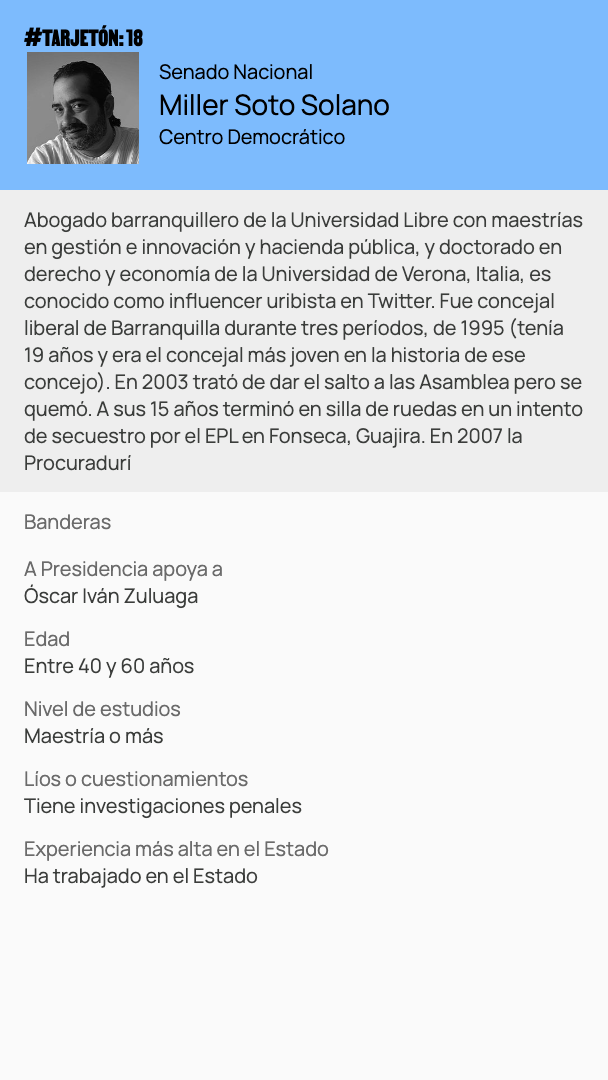 #TARJETÓN: 18
Senado Nacional
Miller Soto Solano
Centro Democrático
Abogado barranquillero de la Universidad Libre con maestrías
en gestión e innovación y hacienda pública, y doctorado en
derecho y economía de la Universidad de Verona, Italia, es
conocido como influencer uribista en Twitter. Fue concejal
liberal de Barranquilla durante tres períodos, de 1995 (tenía
19 años y era el concejal más joven en la historia de ese
concejo). En 2003 trató de dar el salto a las Asamblea pero se
quemó. A sus 15 años terminó en silla de ruedas en un intento
de secuestro por el EPL en Fonseca, Guajira. En 2007 la
Procuradurí
Banderas
A Presidencia apoya a
Óscar Iván Zuluaga
Edad
Entre 40 y 60 años
Nivel de estudios
Maestría o más
Líos o cuestionamientos
Tiene investigaciones penales
Experiencia más alta en el Estado
Ha trabajado en el Estado